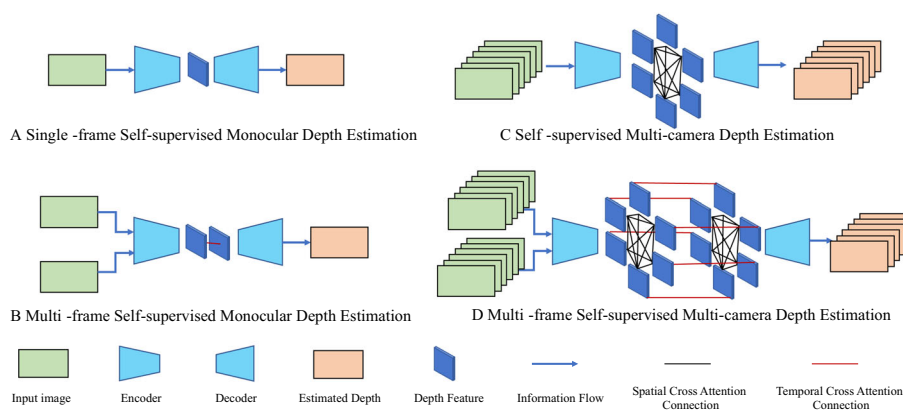 A Single -frame Self-supervised Monocular Depth Estimation
C Self -supervised Multi-camera Depth Estimation
B Multi -frame Self-supervised Monocular Depth Estimation
D Multi -frame Self-supervised Multi-camera Depth Estimation
Input image
Encoder
Decoder
Estimated Depth
Depth Feature
Information Flow
Spatial Cross Attention
Connection
Temporal Cross Attention
Connection